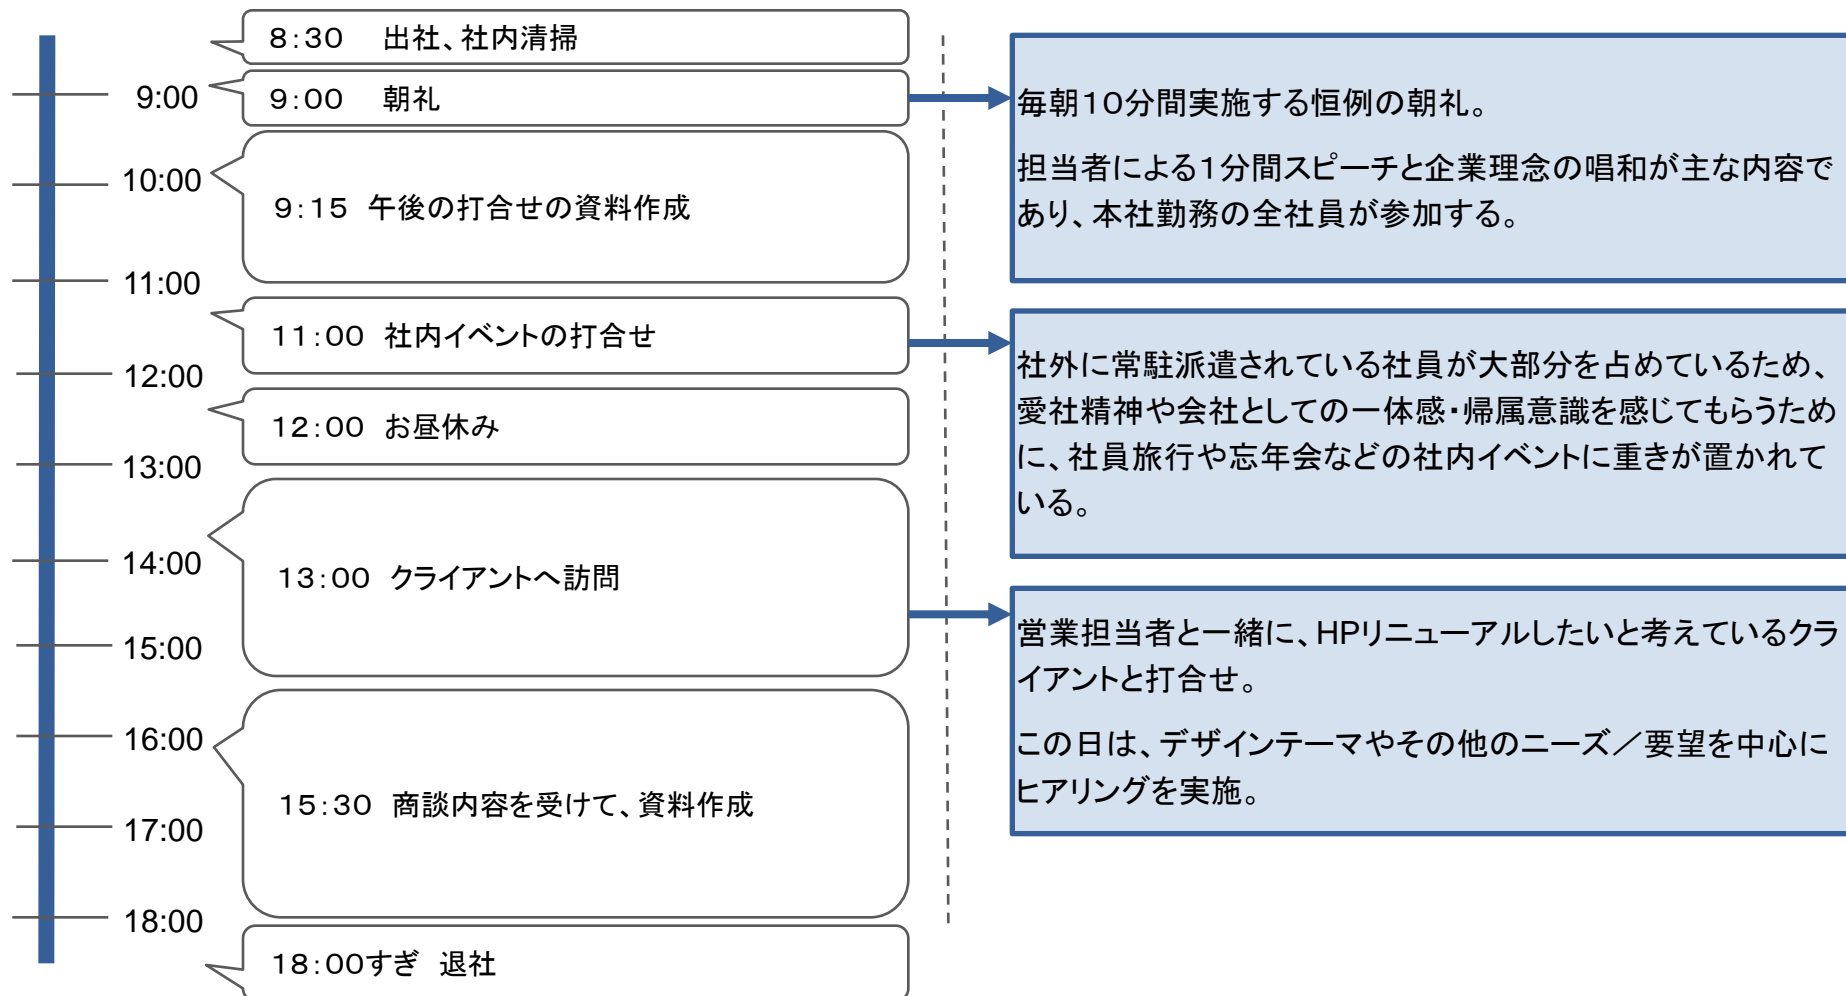 8:30　出社、社内清掃
9:00
9:00　朝礼
10:00
9:15　午後の打合せの資料作成
11:00
11:00　社内イベントの打合せ
12:00
12:00　お昼休み
13:00
14:00
13:00　クライアントへ訪問
15:00
16:00
15:30　商談内容を受けて、資料作成
17:00
18:00
18:00すぎ　退社
毎朝10分間実施する恒例の朝礼。
担当者による1分間スピーチと企業理念の唱和が主な内容で
あり、本社勤務の全社員が参加する。
社外に常駐派遣されている社員が大部分を占めているため、
愛社精神や会社としての一体感・帰属意識を感じてもらうため
に、社員旅行や忘年会などの社内イベントに重きが置かれて
いる。
営業担当者と一緒に、HPリニューアルしたいと考えているクラ
イアントと打合せ。
この日は、デザインテーマやその他のニーズ／要望を中心に
ヒアリングを実施。